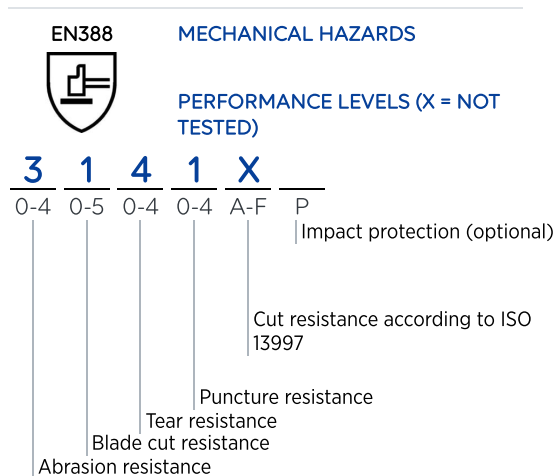 EN388
MECHANICAL HAZARDS
PERFORMANCE LEVELS (X = NOT
TESTED)
3 1 4 1 X
0-4 0-5 0-4 0-4 A-F P
Impact protection (optional)
Cut resistance according to ISO
13997
Puncture resistance
Tear resistance
Blade cut resistance
Abrasion resistance